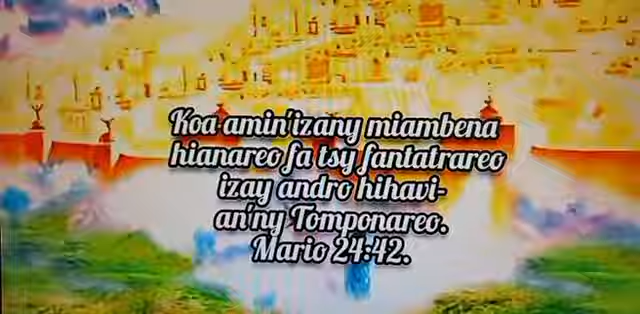 Koa amin'izany miambena
hianareo fa tsy fantatrareo
izay andro hihavi-
an'ny Tomponareo.
Mario 24:42.